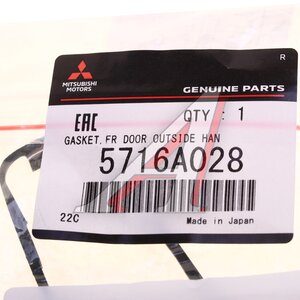 R
MITSUBISHI
MOTORS
GENUINE PARTS
EAC
QTY : 1
GASKET, FR DOOR OUTSIDE HAN
5716A028
22C
Made in Japan